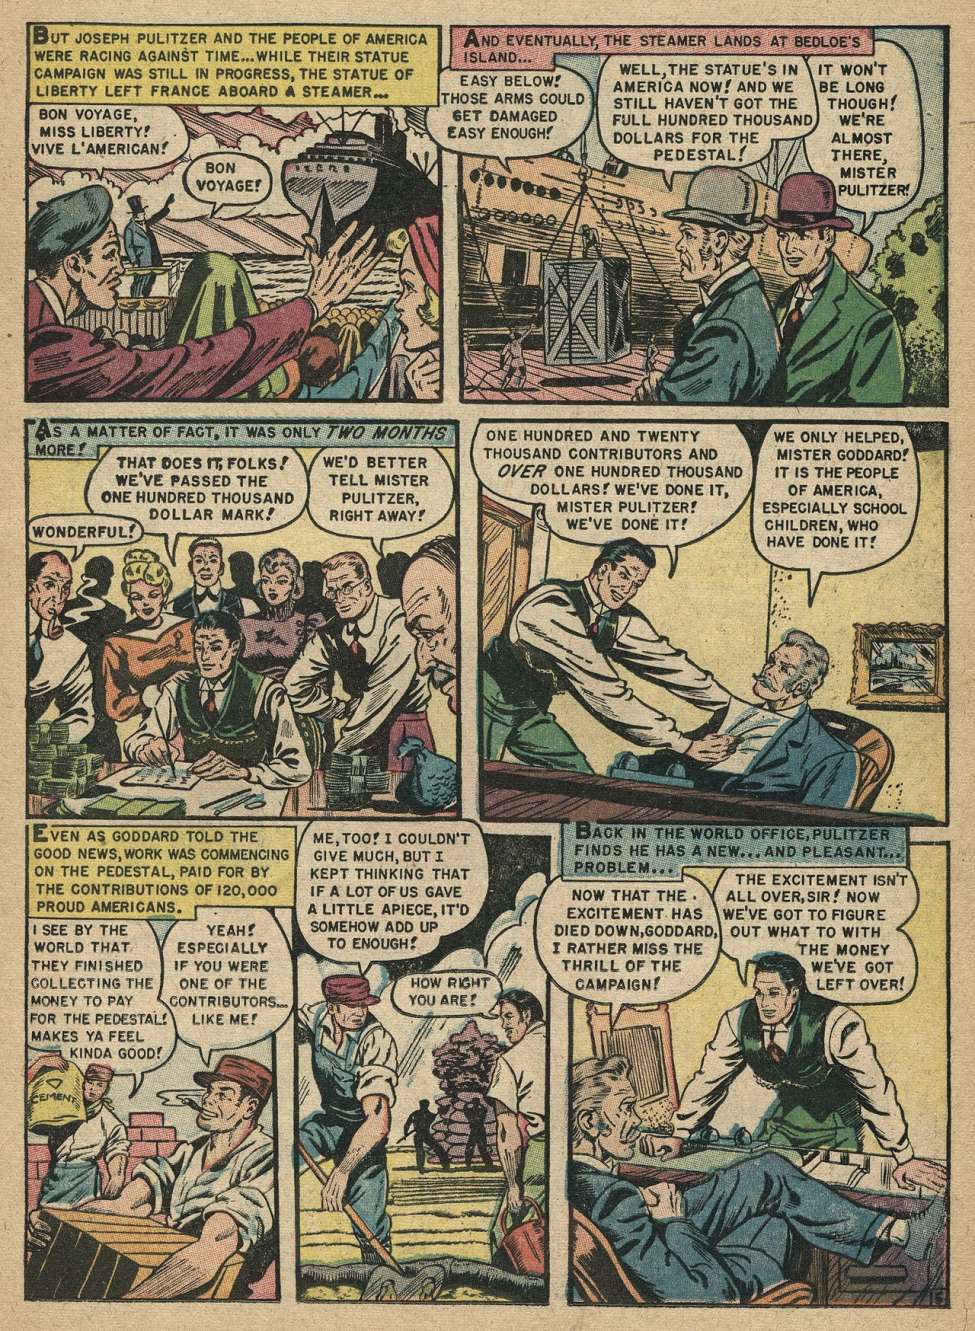 BUT JOSEPH PULITZER AND THE PEOPLE OF AMERICA
WERE RACING AGAINST TIME...WHILE THEIR STATUE
CAMPAIGN WAS STILL IN PROGRESS, THE STATUE OF
LIBERTY LEFT FRANCE ABOARD A STEAMER...
BON VOYAGE,
MISS LIBERTY!
VIVE L'AMERICAN!
BON
VOYAGE!
AND EVENTUALLY, THE STEAMER LANDS AT BEDLOE'S
ISLAND...
EASY BELOW!
THOSE ARMS COULD
GET DAMAGED
EASY ENOUGH!
WELL, THE STATUE'S IN
AMERICA NOW! AND WE
STILL HAVEN'T GOT THE
FULL HUNDRED THOUSAND
DOLLARS FOR THE
PEDESTAL!
IT WON'T
BE LONG
THOUGH!
WE'RE
ALMOST
THERE,
MISTER
PULITZER!
AS A MATTER OF FACT, IT WAS ONLY TWO MONTHS
MORE!
WONDERFUL!
THAT DOES IT, FOLKS!
WE'VE PASSED THE
ONE HUNDRED THOUSAND
DOLLAR MARK!
WE'D BETTER
TELL MISTER
PULITZER,
RIGHT AWAY!
ONE HUNDRED AND TWENTY
THOUSAND CONTRIBUTORS AND
OVER ONE HUNDRED THOUSAND
DOLLARS! WE'VE DONE IT,
MISTER PULITZER!
WE'VE DONE IT!
WE ONLY HELPED,
MISTER GODDARD!
IT IS THE PEOPLE
OF AMERICA,
ESPECIALLY SCHOOL
CHILDREN, WHO
HAVE DONE IT!
EVEN AS GODDARD TOLD THE
GOOD NEWS, WORK WAS COMMENCING
ON THE PEDESTAL, PAID FOR BY
THE CONTRIBUTIONS OF 120,000
PROUD AMERICANS.
I SEE BY THE
WORLD THAT
THEY FINISHED
COLLECTING THE
MONEY TO PAY
FOR THE PEDESTAL!
MAKES YA FEEL
KINDA GOOD!
YEAH!
ESPECIALLY
IF YOU WERE
ONE OF THE
CONTRIBUTORS...
LIKE ME!
CEMENT
ME, TOO! I COULDN'T
GIVE MUCH, BUT I
KEPT THINKING THAT
IF A LOT OF US GAVE
A LITTLE APIECE, IT'D
SOMEHOW ADD UP
TO ENOUGH!
HOW RIGHT
YOU ARE!
BACK IN THE WORLD OFFICE, PULITZER
FINDS HE HAS A NEW... AND PLEASANT...
PROBLEM...
NOW THAT THE
EXCITEMENT HAS
DIED DOWN, GODDARD,
I RATHER MISS THE
THRILL OF THE
CAMPAIGN!
THE EXCITEMENT ISN'T
ALL OVER, SIR! NOW
WE'VE GOT TO FIGURE
OUT WHAT TO DO WITH
THE MONEY
WE'VE GOT
LEFT OVER!